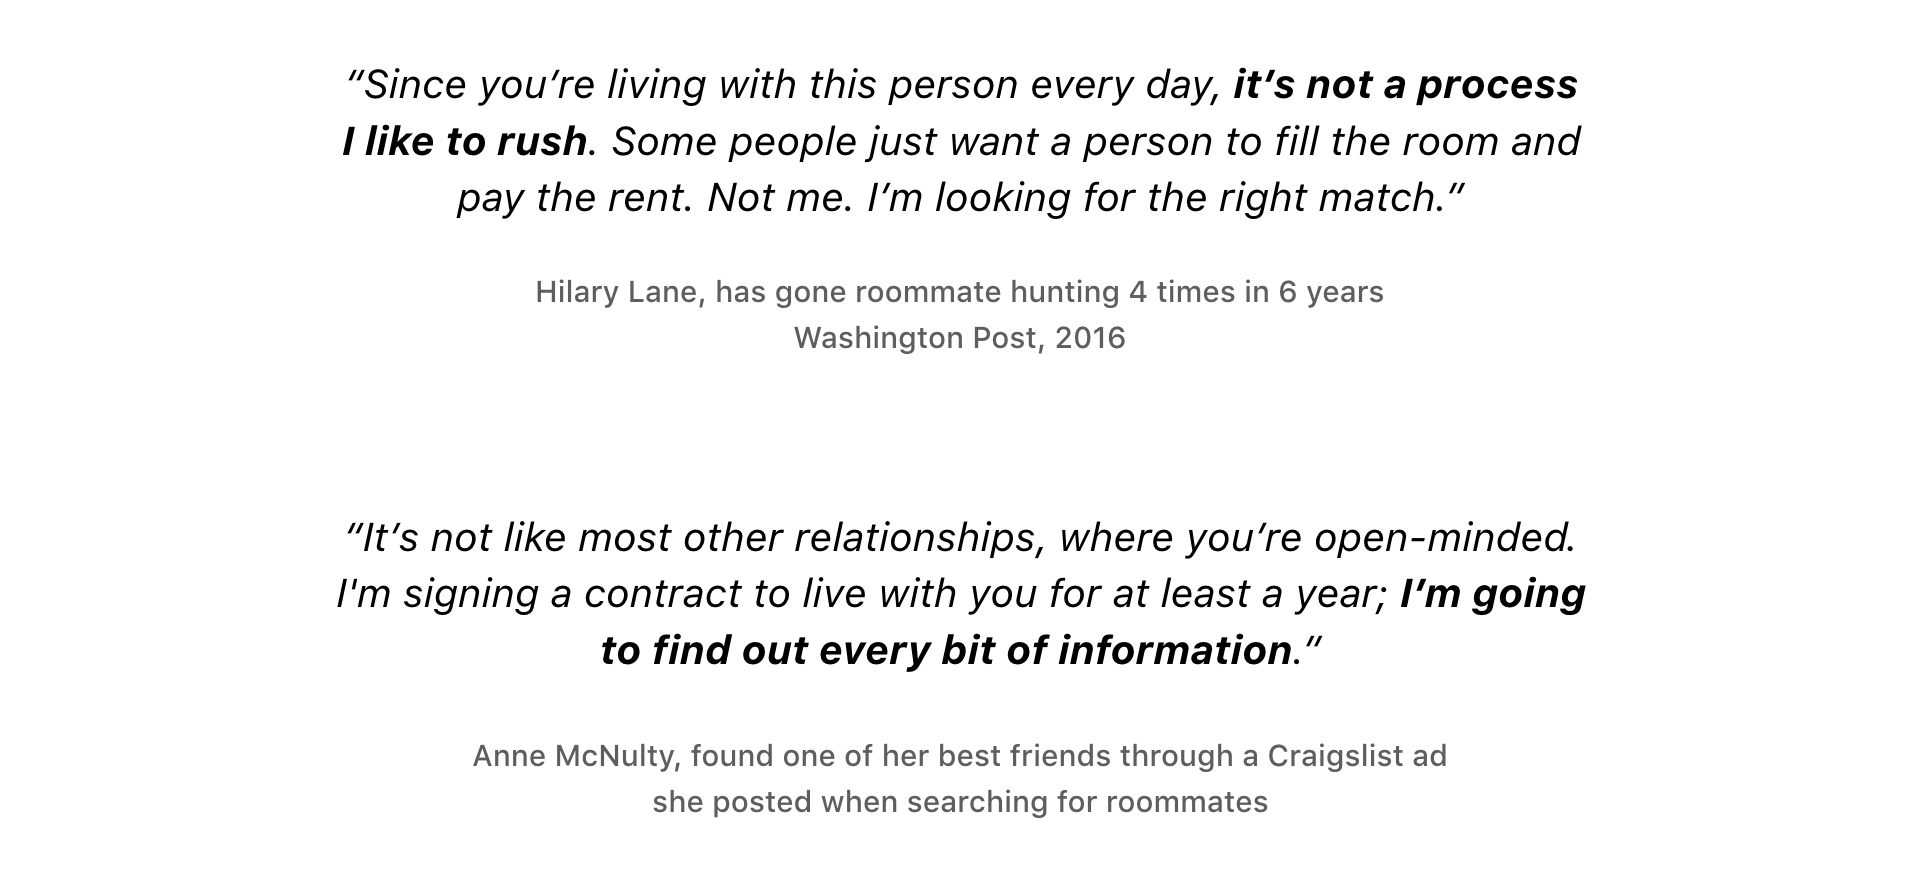 “Since you’re living with this person every day, it’s not a process
I like to rush. Some people just want a person to fill the room and
pay the rent. Not me. I’m looking for the right match.”
Hilary Lane, has gone roommate hunting 4 times in 6 years
Washington Post, 2016
“It’s not like most other relationships, where you’re open-minded.
I'm signing a contract to live with you for at least a year; I’m going
to find out every bit of information.”
Anne McNulty, found one of her best friends through a Craigslist ad
she posted when searching for roommates